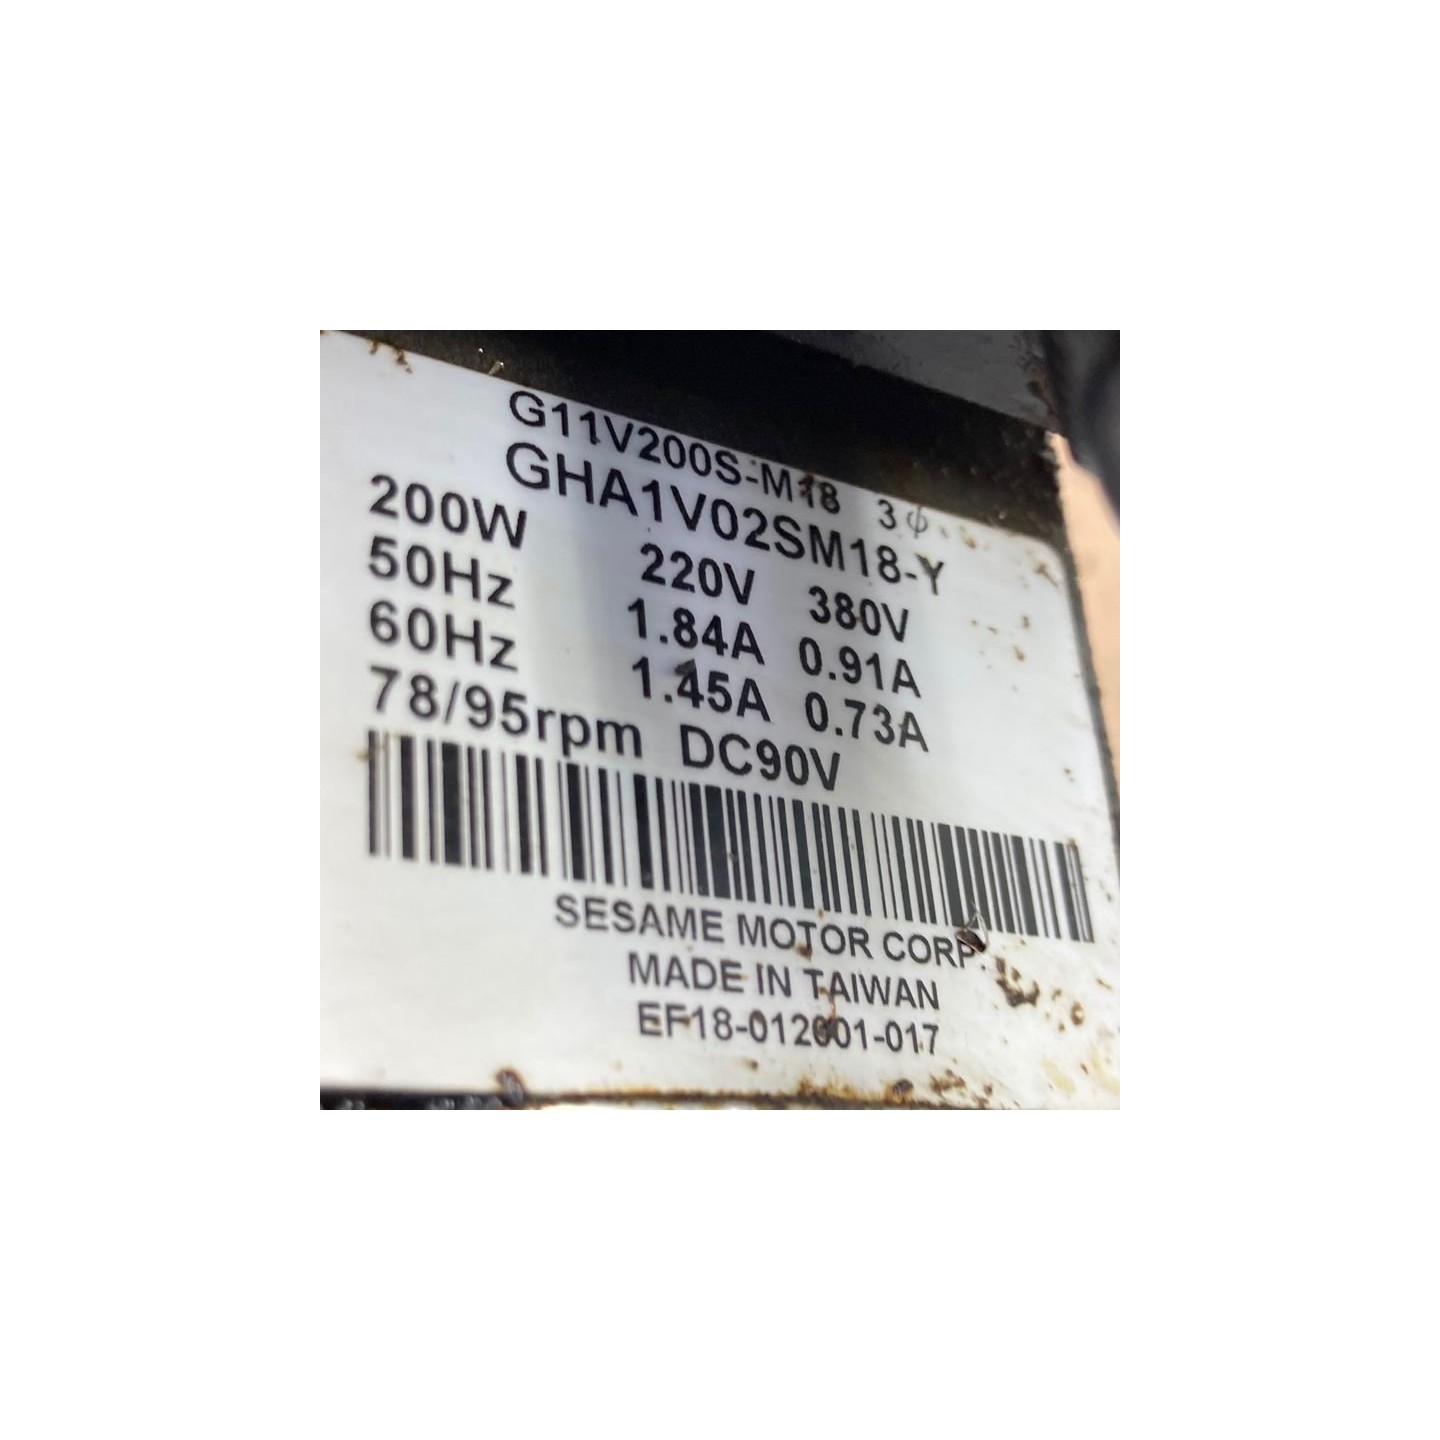 G11V200S-M18 3ϕ
GHA1V02SM18-Y
200W 220V 380V
50Hz 1.84A 0.91A
60Hz 1.45A 0.73A
78/95rpm DC90V
SESAME MOTOR CORP.
MADE IN TAIWAN
EF18-012001-017